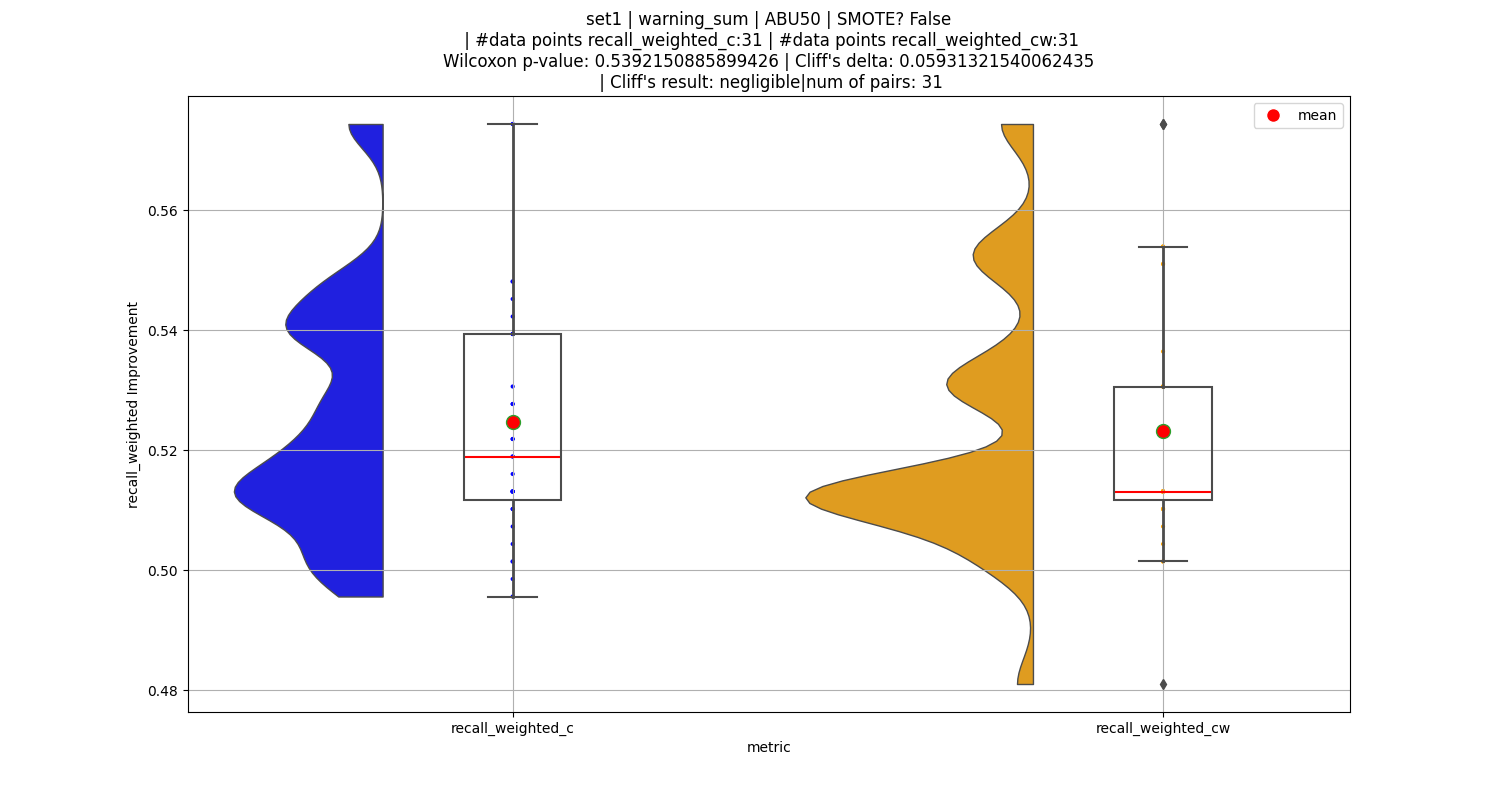 set1 | warning_sum | ABU50 | SMOTE? False
| #data points recall_weighted_c:31 | #data points recall_weighted_cw:31
Wilcoxon p-value: 0.5392150885899426 | Cliff's delta: 0.05931321540062435
| Cliff's result: negligible|num of pairs: 31
mean
0.56
0.54
0.52
0.50
0.48
recall_weighted Improvement
recall_weighted_c
recall_weighted_cw
metric